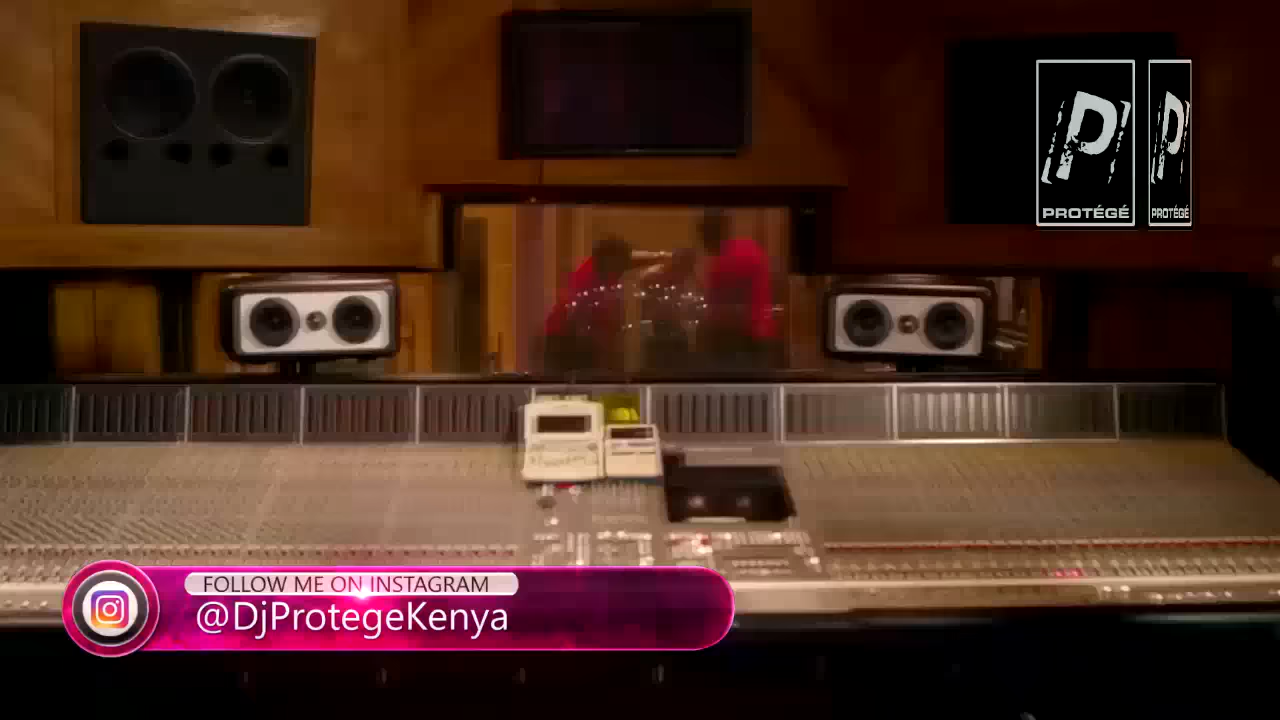 P
PROTÉGÉ
P
PROTÉGÉ
FOLLOW ME ON INSTAGRAM
@DjProtegeKenya